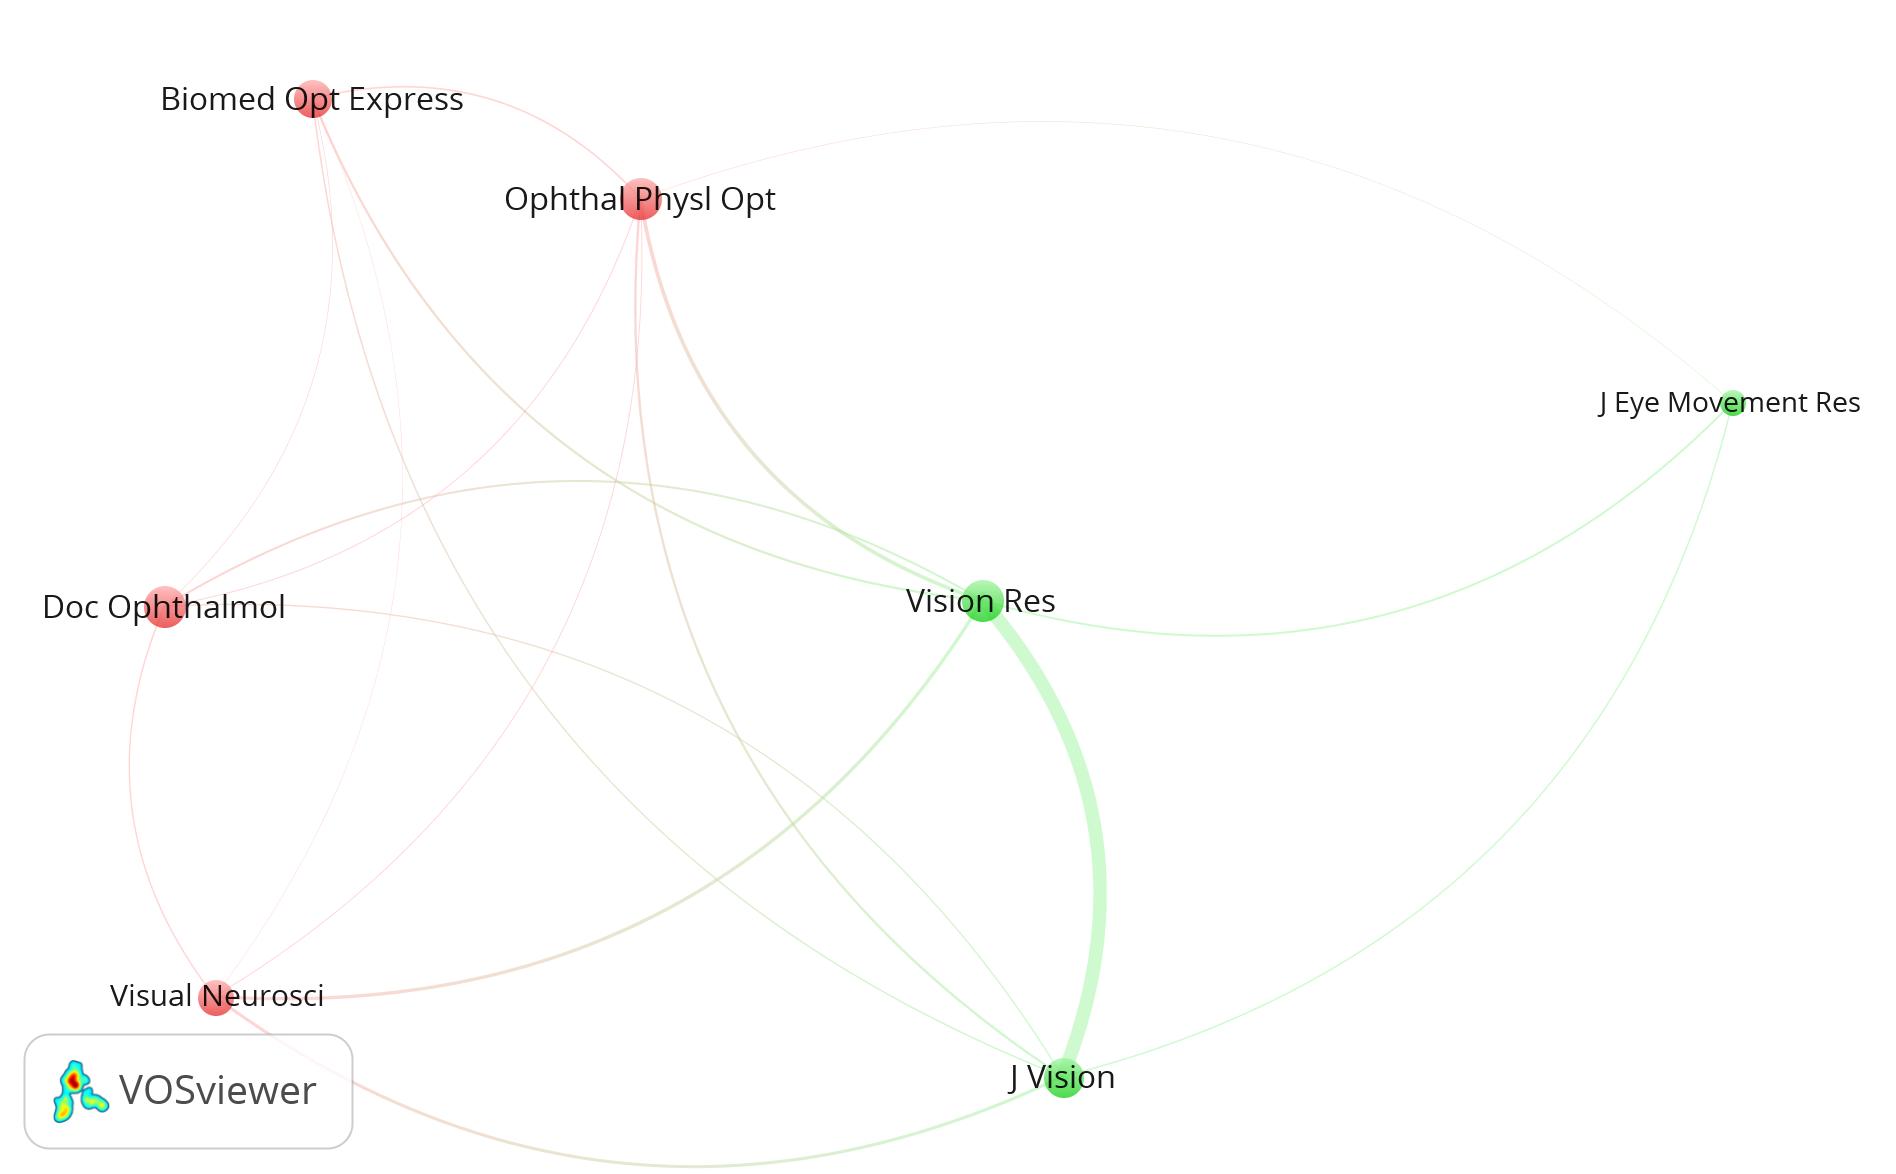 Biomed Opt Express
Ophthal Physl Opt
J Eye Movement Res
Doc Ophthalmol
Vision Res
Visual Neurosci
J Vision
VOSviewer